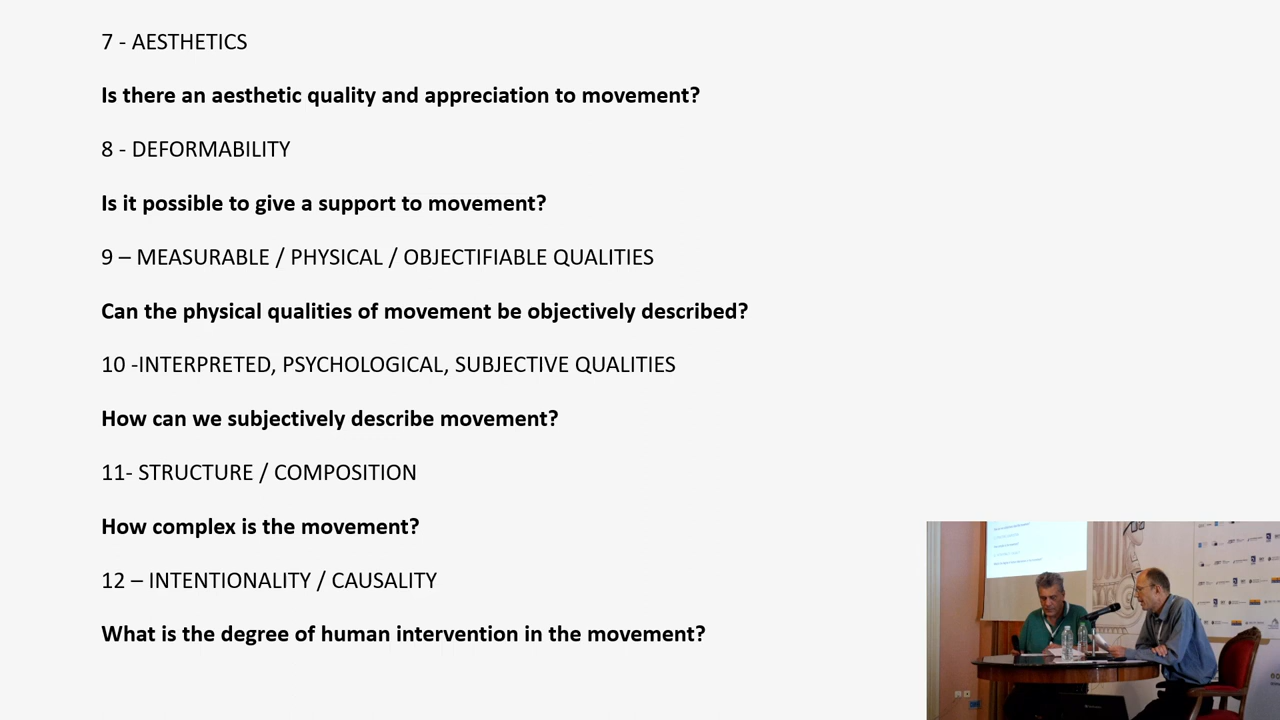 7 - AESTHETICS
Is there an aesthetic quality and appreciation to movement?
8 - DEFORMABILITY
Is it possible to give a support to movement?
9 – MEASURABLE / PHYSICAL / OBJECTIFIABLE QUALITIES
Can the physical qualities of movement be objectively described?
10 -INTERPRETED, PSYCHOLOGICAL, SUBJECTIVE QUALITIES
How can we subjectively describe movement?
11- STRUCTURE / COMPOSITION
How complex is the movement?
12 – INTENTIONALITY / CAUSALITY
What is the degree of human intervention in the movement?